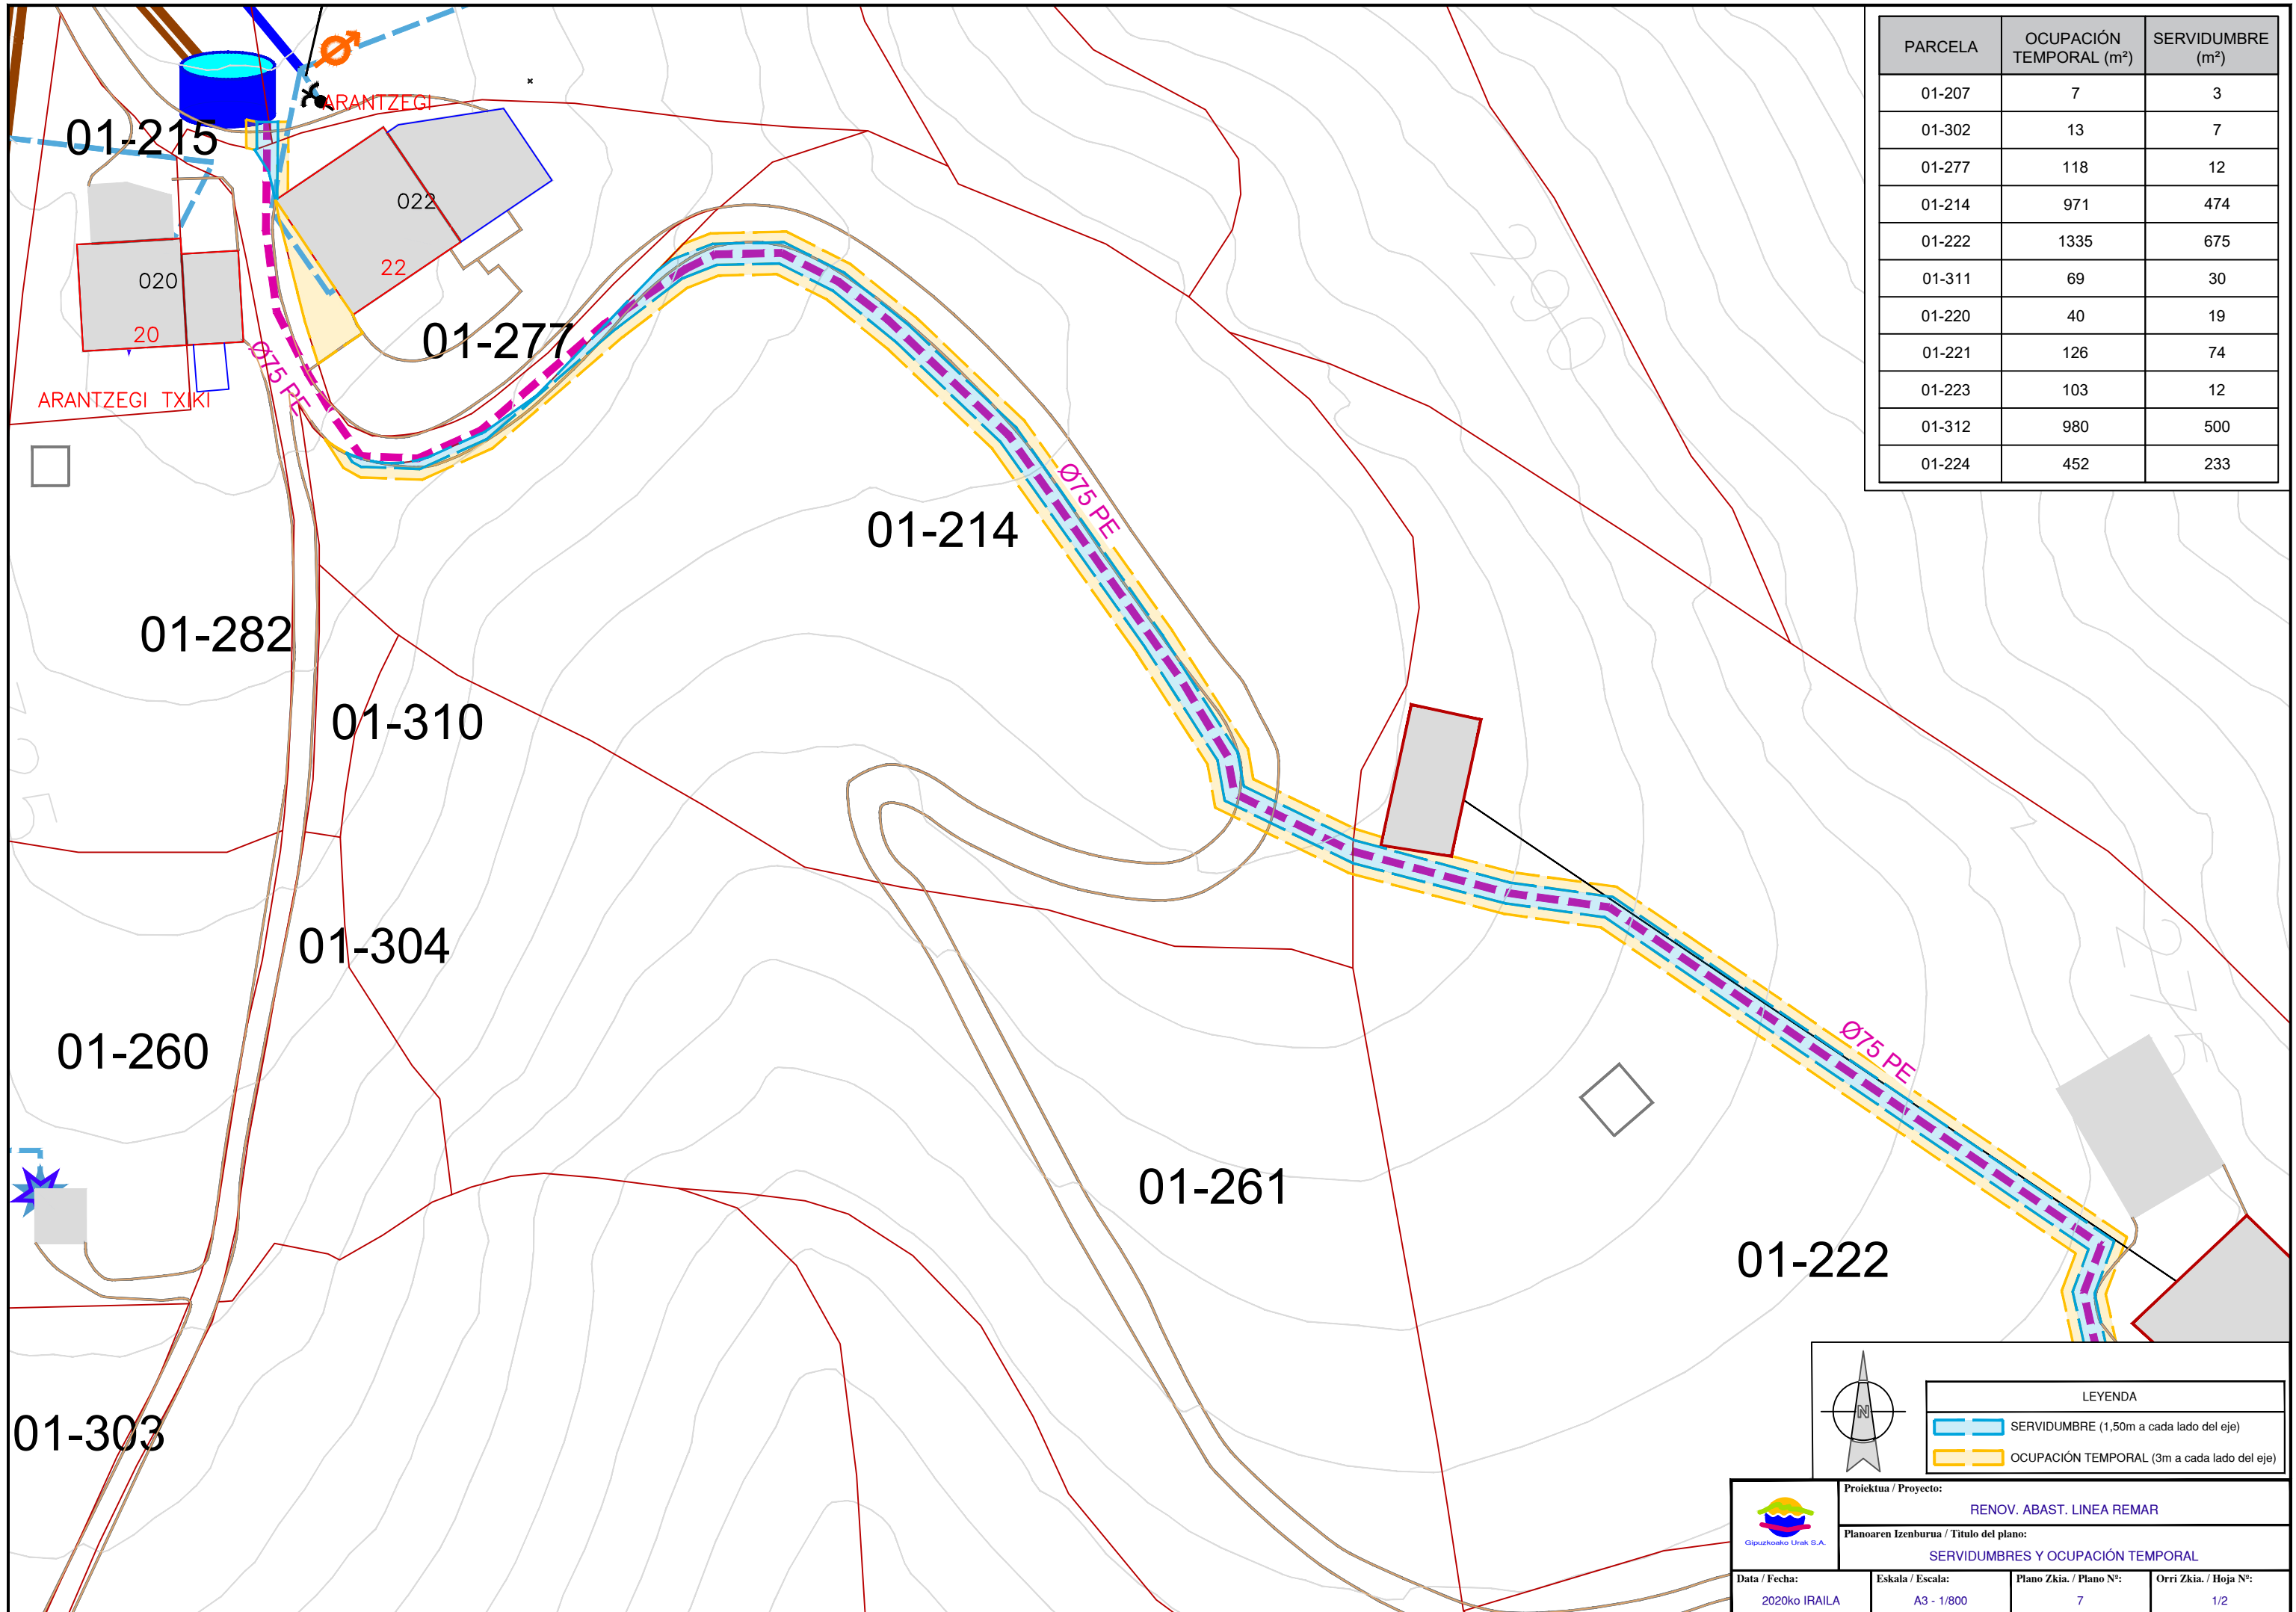 PARCELA OCUPACIÓN TEMPORAL (m²) SERVIDUMBRE (m²)
01-207 7 3
01-302 13 7
01-277 118 12
01-214 971 474
01-222 1335 675
01-311 69 30
01-220 40 19
01-221 126 74
01-223 103 12
01-312 980 500
01-224 452 233
ARANTZEGI
01-215
022
22
020
20
01-277
Ø75 PE
ARANTZEGI TXIKI
280
01-214
Ø75 PE
01-282
01-310
01-304
01-260
Ø75 PE
01-261
01-222
01-303
N
LEYENDA
SERVIDUMBRE (1,50m a cada lado del eje)
OCUPACIÓN TEMPORAL (3m a cada lado del eje)
Gipuzkoako Urak S.A.
Proiektua / Proyecto:
RENOV. ABAST. LINEA REMAR
Planoaren Izenburua / Titulo del plano:
SERVIDUMBRES Y OCUPACIÓN TEMPORAL
Data / Fecha: Eskala / Escala: Plano Zkia. / Plano Nº: Orri Zkia. / Hoja Nº:
2020ko IRAILA A3 - 1/800 7 1/2